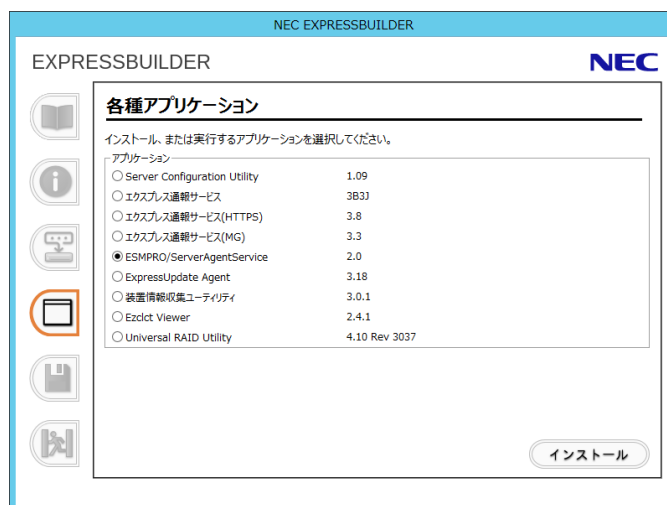 NEC EXPRESSBUILDER
EXPRESSBUILDER
NEC
各種アプリケーション
インストール、または実行するアプリケーションを選択してください。
アプリケーション
Server Configuration Utility 1.09
エクスプレス通報サービス 3B3J
エクスプレス通報サービス(HTTPS) 3.8
エクスプレス通報サービス(MG) 3.3
ESMPRO/ServerAgentService 2.0
ExpressUpdate Agent 3.18
装置情報収集ユーティリティ 3.0.1
Ezclct Viewer 2.4.1
Universal RAID Utility 4.10 Rev 3037
インストール